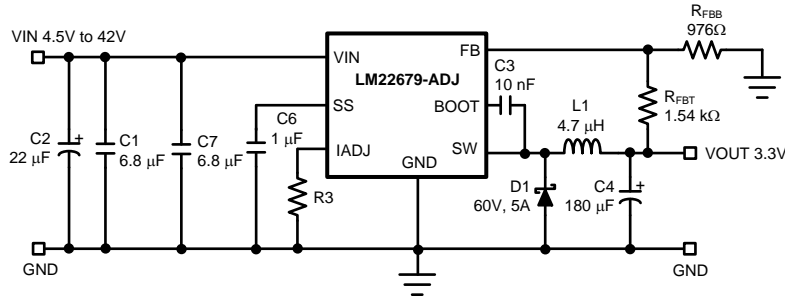 VIN 4.5V to 42V
C2
22 μF
+
C1
6.8 μF
C7
6.8 μF
C6
1 μF
R3
VIN
SS
IADJ
LM22679-ADJ
GND
FB
BOOT
SW
C3
10 nF
L1
4.7 μH
D1
60V, 5A
C4
180 μF
+
RFBB
976Ω
RFBT
1.54 kΩ
VOUT 3.3V
GND
GND